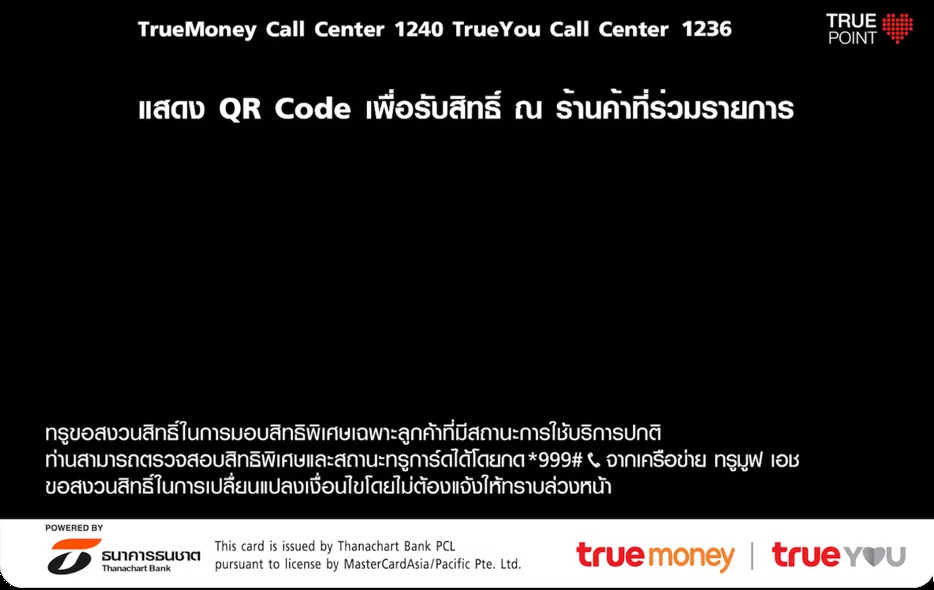 TrueMoney Call Center 1240 TrueYou Call Center 1236
TRUE
POINT
แสดง QR Code เพื่อรับสิทธิ์ ณ ร้านค้าที่ร่วมรายการ
ทรูขอสงวนสิทธิ์ในการมอบสิทธิพิเศษเฉพาะลูกค้าที่มีสถานะการใช้บริการปกติ
ท่านสามารถตรวจสอบสิทธิพิเศษและสถานะทรูการ์ดได้โดยกด *999# จากเครือข่าย ทรูมูฟ เอช
ขอสงวนสิทธิ์ในการเปลี่ยนแปลงเงื่อนไขโดยไม่ต้องแจ้งให้ทราบล่วงหน้า
POWERED BY
ธนาคารธนชาต
Thanachart Bank
This card is issued by Thanachart Bank PCL
pursuant to license by MasterCardAsia/Pacific Pte. Ltd.
truemoney | trueyou